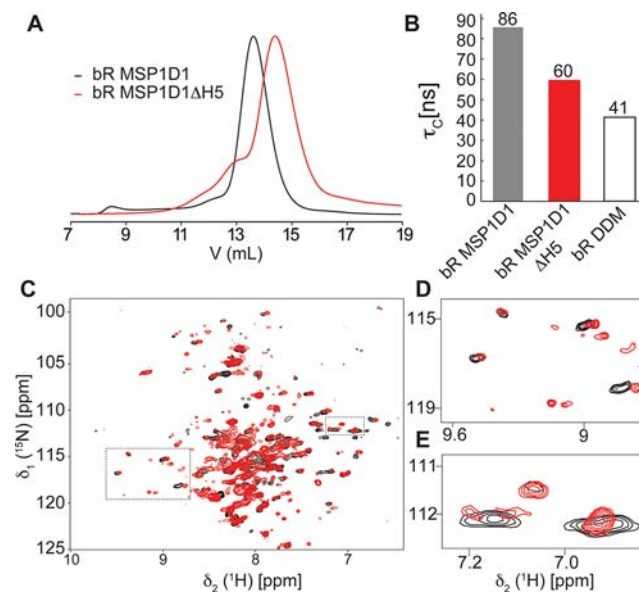 A
bR MSP1D1
bR MSP1D1ΔH5
7 9 11 13 15 17 19
V (mL)
B
τC[ns]
90
80
70
60
50
40
30
20
10
0
86
60
41
bR MSP1D1
bR MSP1D1
ΔH5
bR DDM
C
100
105
110
115
120
125
δ1 (15N) [ppm]
10 9 8 7
δ2 (1H) [ppm]
D
115
119
9.6 9
E
111
112
7.2 7.0
δ2 (1H) [ppm]